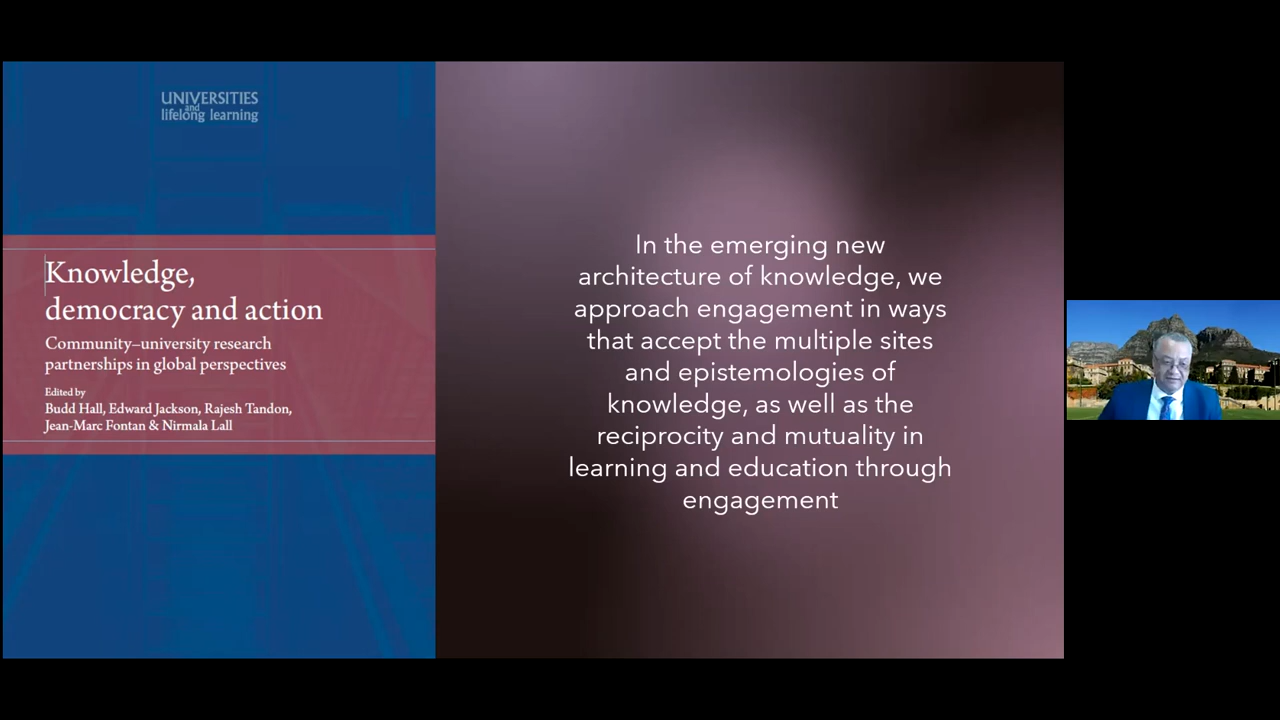 UNIVERSITIES
and
lifelong learning
Knowledge,
democracy and action
Community–university research
partnerships in global perspectives
Edited by
Budd Hall, Edward Jackson, Rajesh Tandon,
Jean-Marc Fontan & Nirmala Lall
In the emerging new
architecture of knowledge, we
approach engagement in ways
that accept the multiple sites
and epistemologies of
knowledge, as well as the
reciprocity and mutuality in
learning and education through
engagement